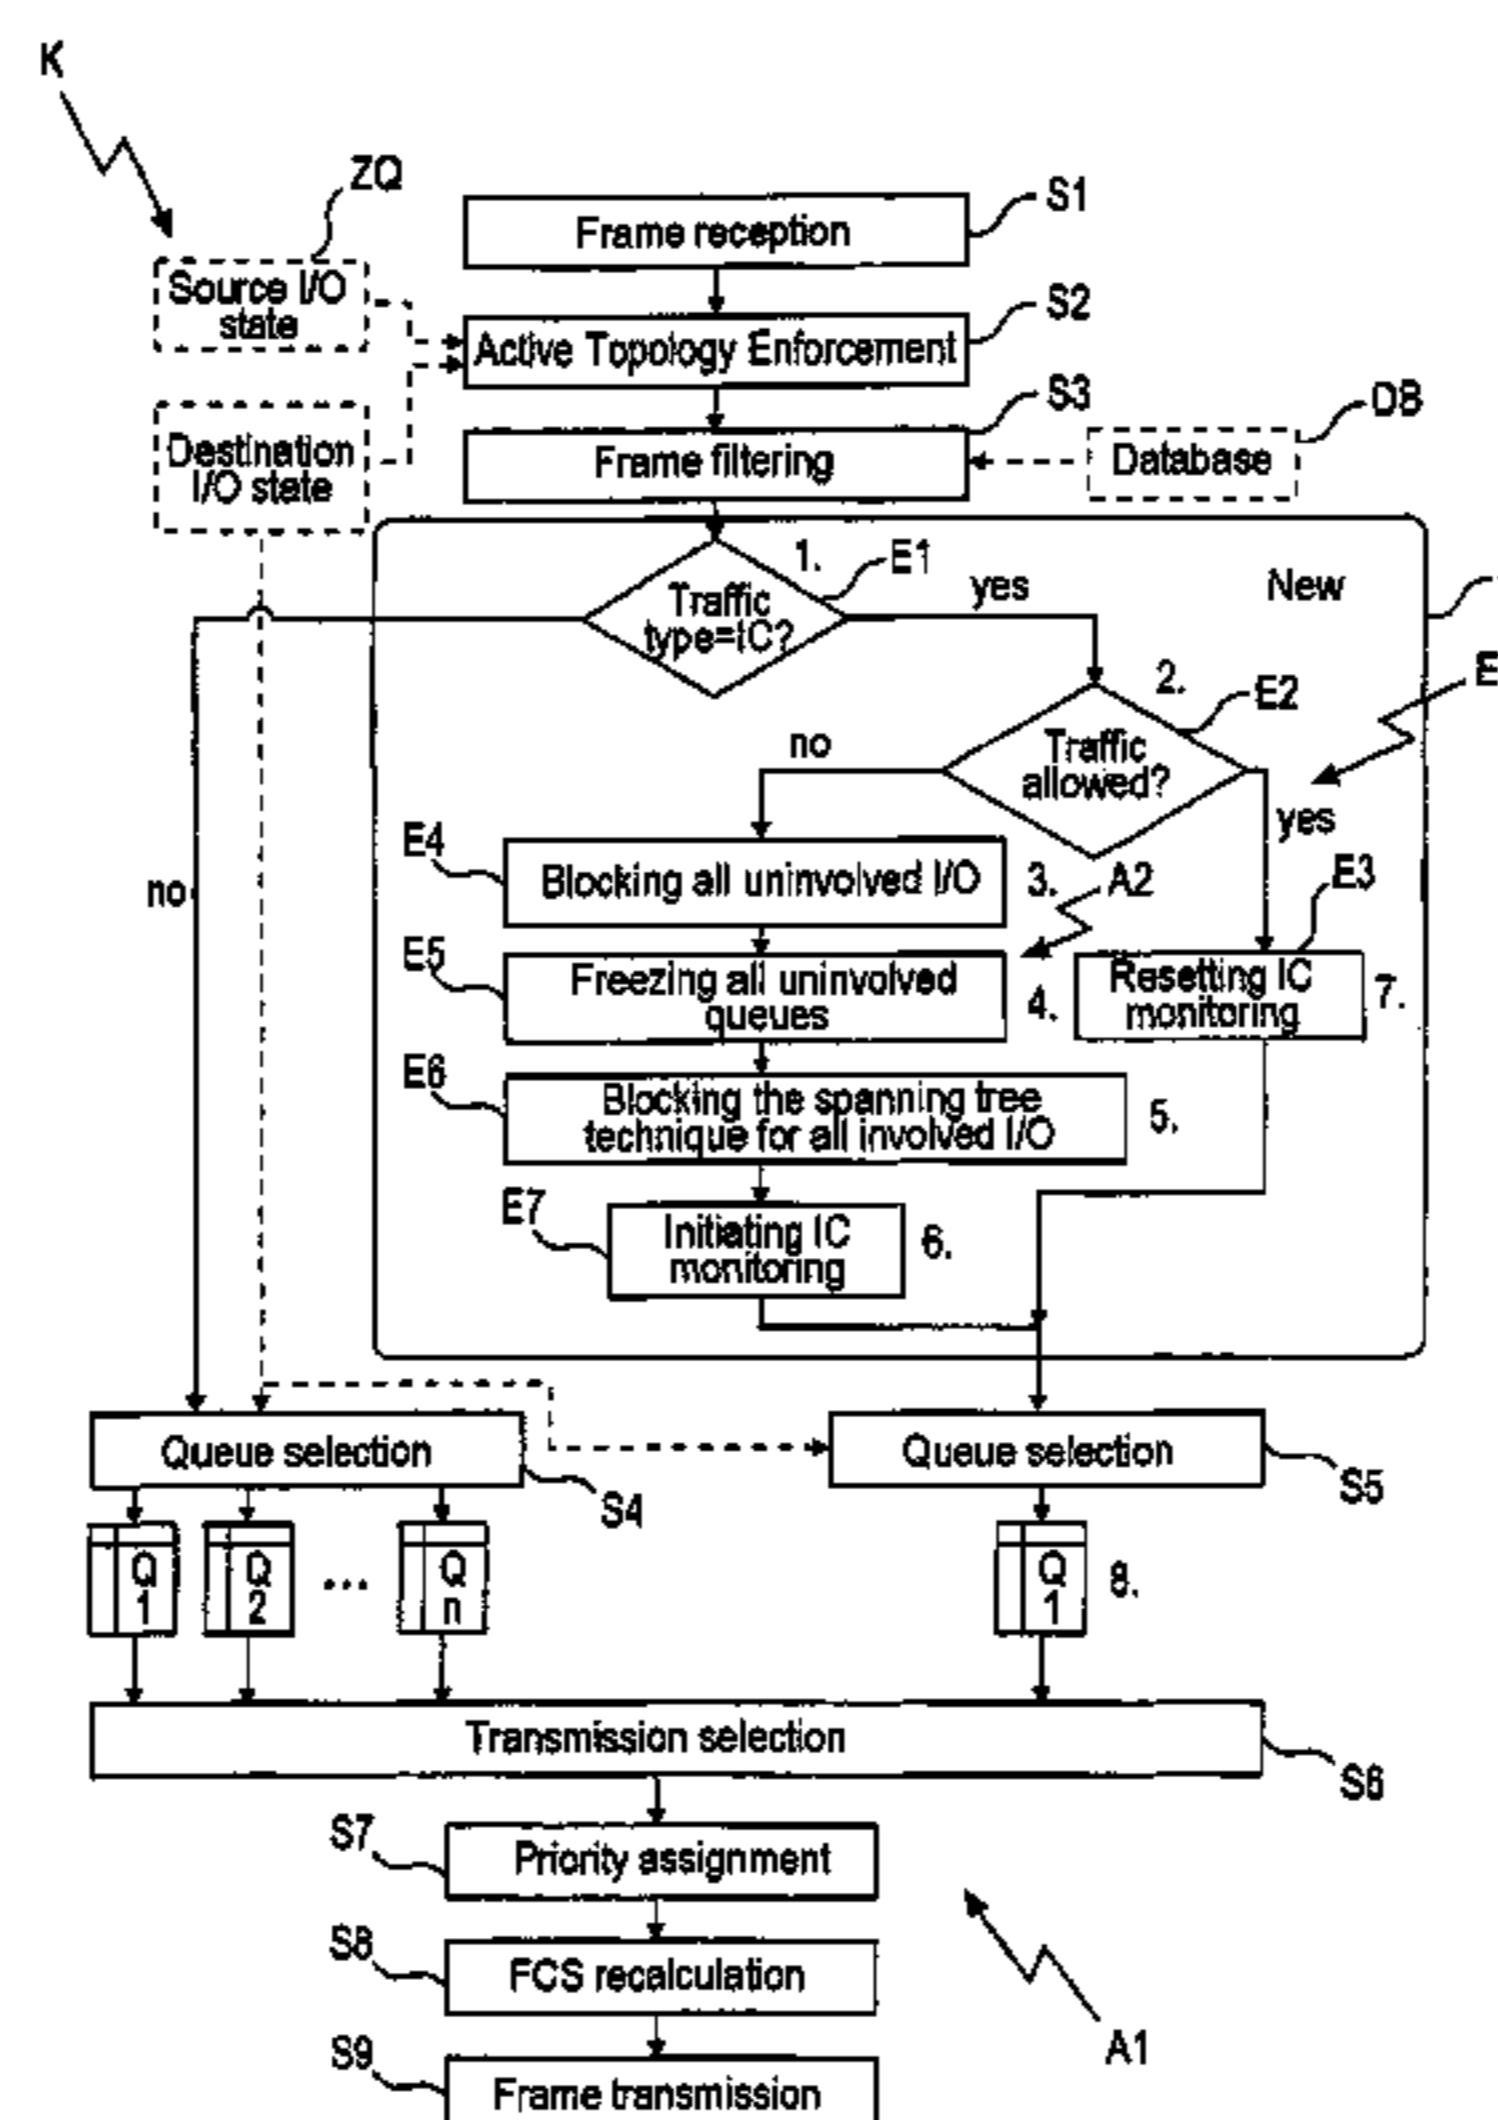 K
ZQ
Frame reception
S1
Source I/O
state
S2
Active Topology Enforcement
Destination
I/O state
S3
Frame filtering
DB
Database
1.
E1
yes
New
Traffic
type=IC?
E
2.
E2
no
Traffic
allowed?
yes
E4
Blocking all uninvolved I/O
3.
A2
E3
no
E5
Freezing all uninvolved
queues
4.
Resetting IC
monitoring
7.
E6
Blocking the spanning tree
technique for all involved I/O
5.
E7
Initiating IC
monitoring
6.
Queue selection
S4
Queue selection
S5
Q
1
Q
2
...
Q
n
Q
1
8.
Transmission selection
S6
S7
Priority assignment
S8
FCS recalculation
S9
Frame transmission
A1